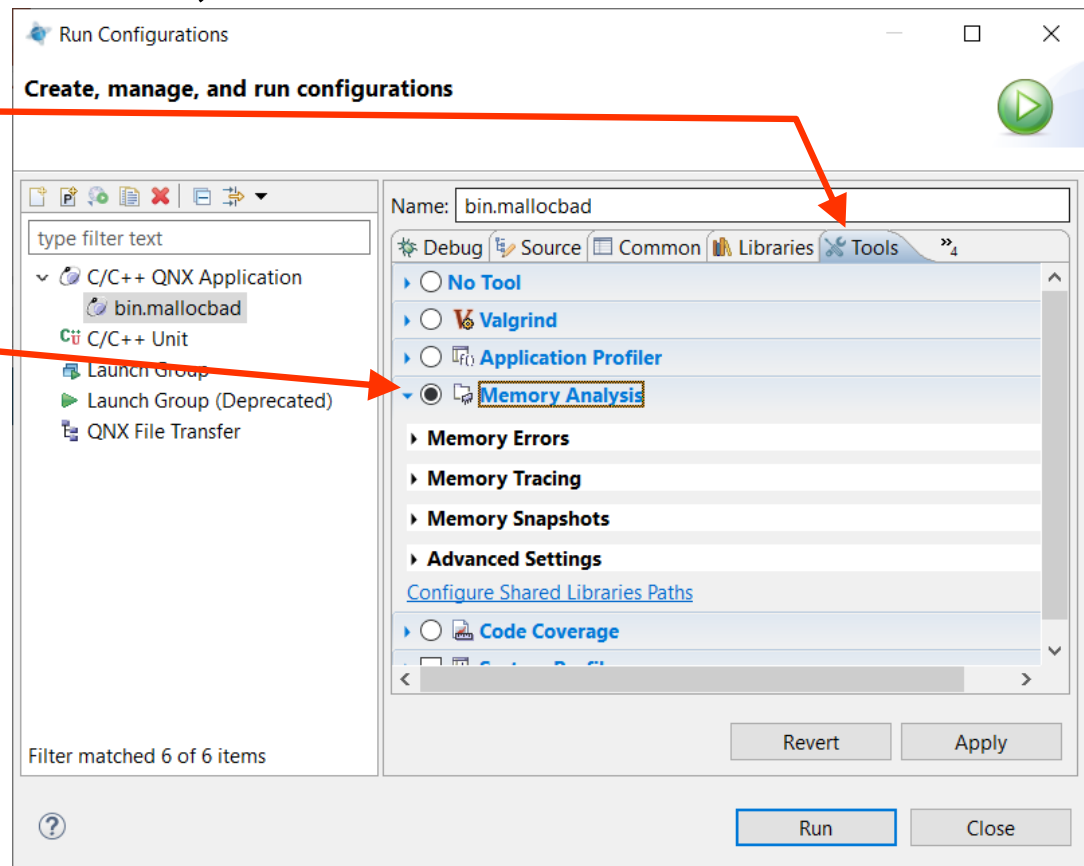 Run Configurations
Create, manage, and run configurations
type filter text
C/C++ QNX Application
bin.mallocbad
C/C++ Unit
Launch Group
Launch Group (Deprecated)
QNX File Transfer
Filter matched 6 of 6 items
Name: bin.mallocbad
Debug Source Common Libraries Tools »4
No Tool
Valgrind
Application Profiler
Memory Analysis
Memory Errors
Memory Tracing
Memory Snapshots
Advanced Settings
Configure Shared Libraries Paths
Code Coverage
Revert Apply
Run Close